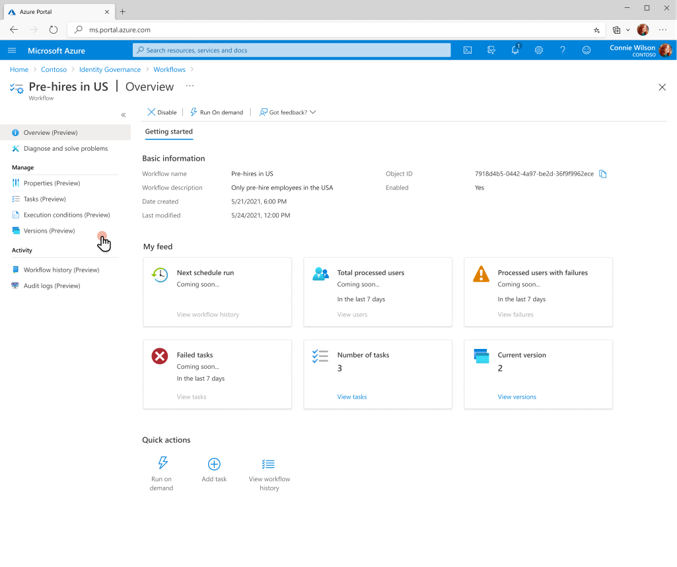 Azure Portal
ms.portal.azure.com
Microsoft Azure
Search resources, services and docs
1
Connie Wilson
CONTOSO
Home > Contoso > Identity Governance > Workflows >
Pre-hires in US | Overview ...
Workflow
Disable
Run On demand
Got feedback?
Overview (Preview)
Diagnose and solve problems
Manage
Properties (Preview)
Tasks (Preview)
Execution conditions (Preview)
Versions (Preview)
Activity
Workflow history (Preview)
Audit logs (Preview)
Getting started
Basic information
Workflow name Pre-hires in US
Workflow description Only pre-hire employees in the USA
Date created 5/21/2021, 6:00 PM
Last modified 5/24/2021, 12:00 PM
Object ID 7918d4b5-0442-4a97-be2d-36f9f9962ece
Enabled Yes
My feed
Next schedule run
Coming soon...
View workflow history
Total processed users
Coming soon...
In the last 7 days
View users
Processed users with failures
Coming soon...
In the last 7 days
View failures
Failed tasks
Coming soon...
In the last 7 days
View tasks
Number of tasks
3
View tasks
Current version
2
View versions
Quick actions
Run on
demand
Add task
View workflow
history